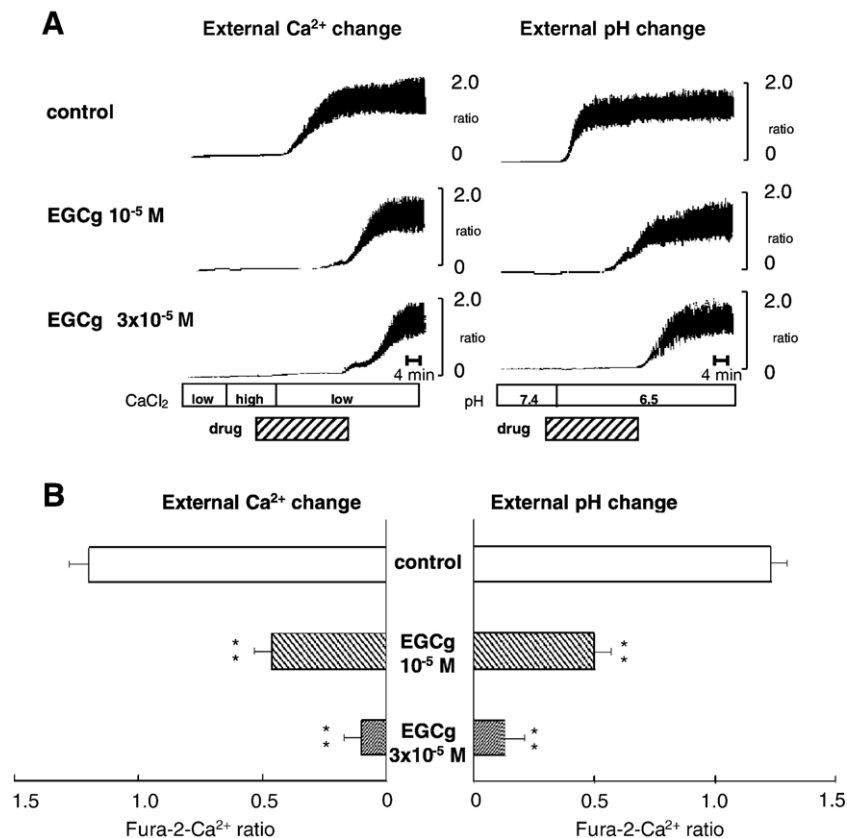 A
External Ca²⁺ change
External pH change
control
2.0
ratio
0
2.0
ratio
0
EGCg 10⁻⁵ M
2.0
ratio
0
2.0
ratio
0
EGCg 3x10⁻⁵ M
2.0
ratio
0
4 min
2.0
ratio
0
4 min
CaCl₂ low high low
pH 7.4 6.5
drug
drug
B
External Ca²⁺ change
External pH change
control
* *
EGCg
10⁻⁵ M
* *
* *
EGCg
3x10⁻⁵ M
* *
1.5 1.0 0.5 0
0 0.5 1.0 1.5
Fura-2-Ca²⁺ ratio
Fura-2-Ca²⁺ ratio